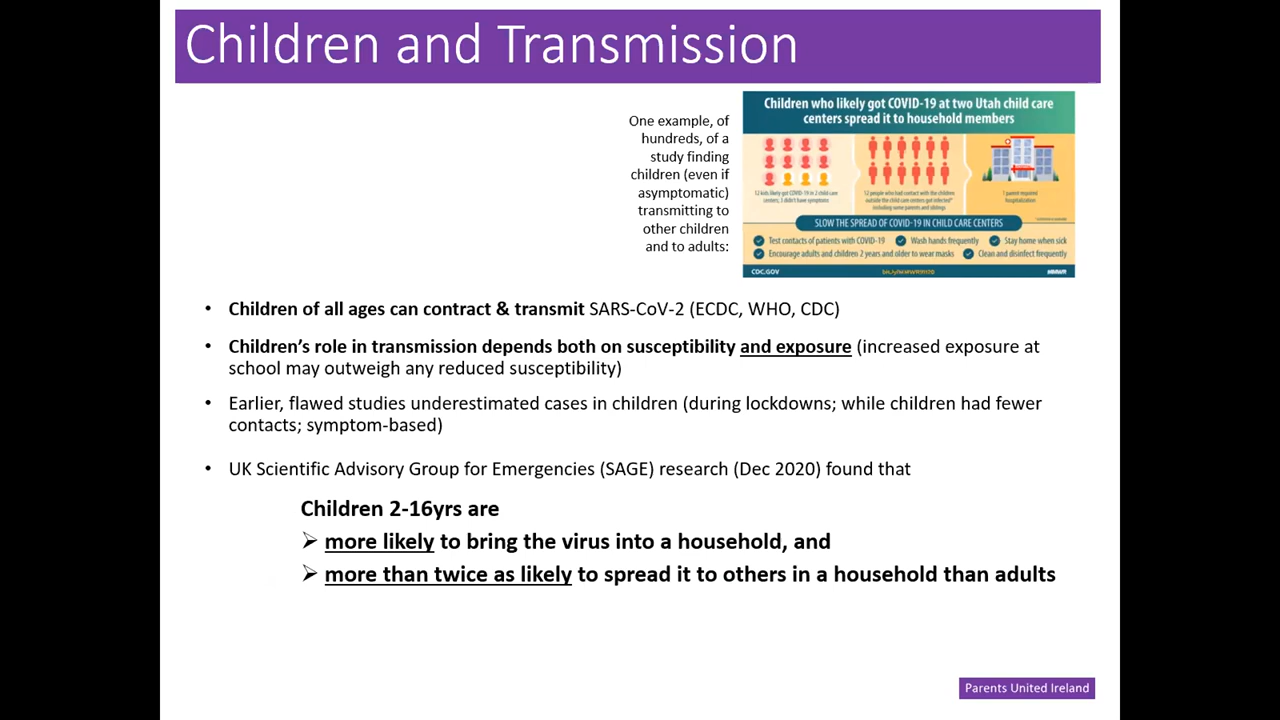 Children and Transmission
One example, of
hundreds, of a
study finding
children (even if
asymptomatic)
transmitting to
other children
and to adults:
Children who likely got COVID-19 at two Utah child care
centers spread it to household members
12 kids likely got COVID-19 in 2 child care
centers; 3 didn't have symptoms
12 people who had contact with the children
outside the child care centers got infected*
including some parents and siblings
1 parent required
hospitalization
SLOW THE SPREAD OF COVID-19 IN CHILD CARE CENTERS
Test contacts of patients with COVID-19
Wash hands frequently
Stay home when sick
Encourage adults and children 2 years and older to wear masks
Clean and disinfect frequently
CDC.GOV
MMWR
• Children of all ages can contract & transmit SARS-CoV-2 (ECDC, WHO, CDC)
• Children's role in transmission depends both on susceptibility and exposure (increased exposure at
school may outweigh any reduced susceptibility)
• Earlier, flawed studies underestimated cases in children (during lockdowns; while children had fewer
contacts; symptom-based)
• UK Scientific Advisory Group for Emergencies (SAGE) research (Dec 2020) found that
Children 2-16yrs are
➢ more likely to bring the virus into a household, and
➢ more than twice as likely to spread it to others in a household than adults
Parents United Ireland